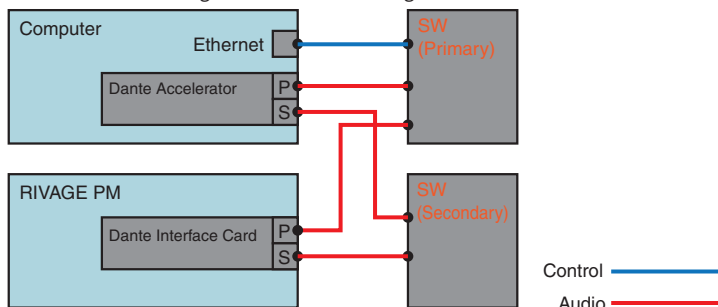 Computer
Ethernet
Dante Accelerator
P
S
SW
(Primary)
RIVAGE PM
Dante Interface Card
P
S
SW
(Secondary)
Control
Audio